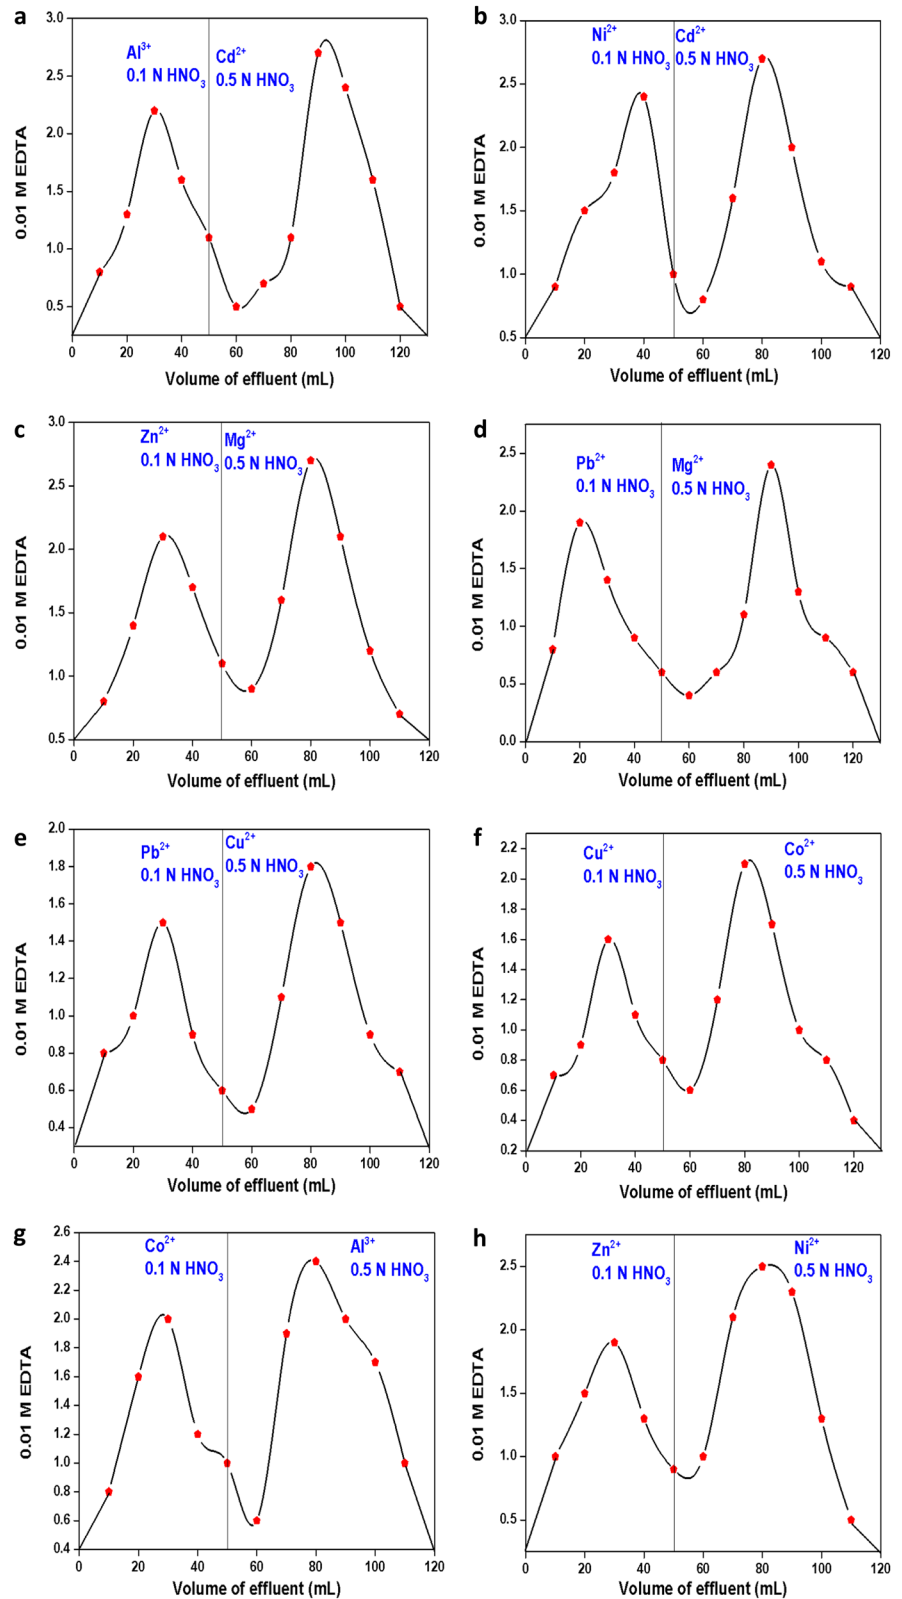 a
3.0
2.5
2.0
1.5
1.0
0.5
0 20 40 60 80 100 120
0.01 M EDTA
Volume of effluent (mL)
Al³⁺
0.1 N HNO₃
Cd²⁺
0.5 N HNO₃
b
3.0
2.5
2.0
1.5
1.0
0.5
0 20 40 60 80 100 120
0.01 M EDTA
Volume of effluent (mL)
Ni²⁺
0.1 N HNO₃
Cd²⁺
0.5 N HNO₃
c
3.0
2.5
2.0
1.5
1.0
0.5
0 20 40 60 80 100 120
0.01 M EDTA
Volume of effluent (mL)
Zn²⁺
0.1 N HNO₃
Mg²⁺
0.5 N HNO₃
d
2.5
2.0
1.5
1.0
0.5
0.0
0 20 40 60 80 100 120
0.01 M EDTA
Volume of effluent (mL)
Pb²⁺
0.1 N HNO₃
Mg²⁺
0.5 N HNO₃
e
2.0
1.8
1.6
1.4
1.2
1.0
0.8
0.6
0.4
0 20 40 60 80 100 120
0.01 M EDTA
Volume of effluent (mL)
Pb²⁺
0.1 N HNO₃
Cu²⁺
0.5 N HNO₃
f
2.2
2.0
1.8
1.6
1.4
1.2
1.0
0.8
0.6
0.4
0.2
0 20 40 60 80 100 120
0.01 M EDTA
Volume of effluent (mL)
Cu²⁺
0.1 N HNO₃
Co²⁺
0.5 N HNO₃
g
2.6
2.4
2.2
2.0
1.8
1.6
1.4
1.2
1.0
0.8
0.6
0.4
0 20 40 60 80 100 120
0.01 M EDTA
Volume of effluent (mL)
Co²⁺
0.1 N HNO₃
Al³⁺
0.5 N HNO₃
h
2.5
2.0
1.5
1.0
0.5
0 20 40 60 80 100 120
0.01 M EDTA
Volume of effluent (mL)
Zn²⁺
0.1 N HNO₃
Ni²⁺
0.5 N HNO₃